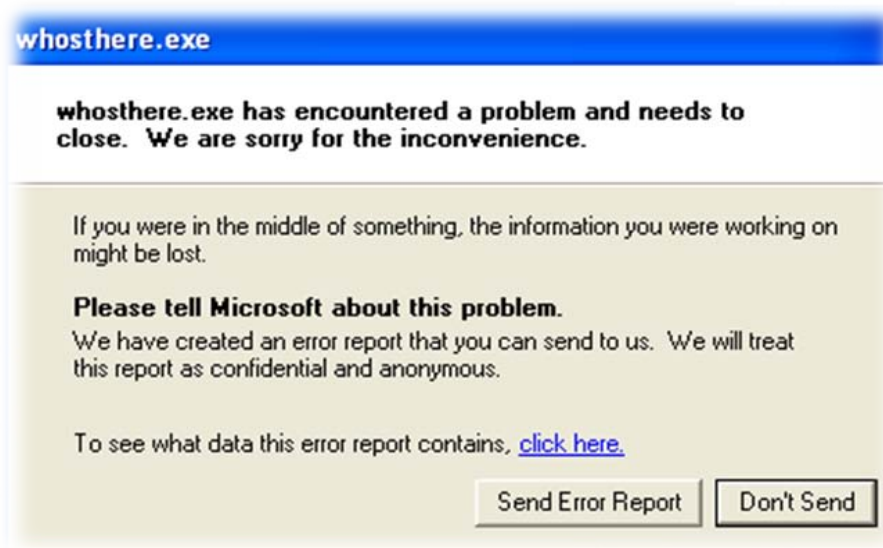 whosthere.exe
whosthere.exe has encountered a problem and needs to
close.  We are sorry for the inconvenience.
If you were in the middle of something, the information you were working on
might be lost.
Please tell Microsoft about this problem.
We have created an error report that you can send to us.  We will treat
this report as confidential and anonymous.
To see what data this error report contains, click here.
Send Error Report Don't Send